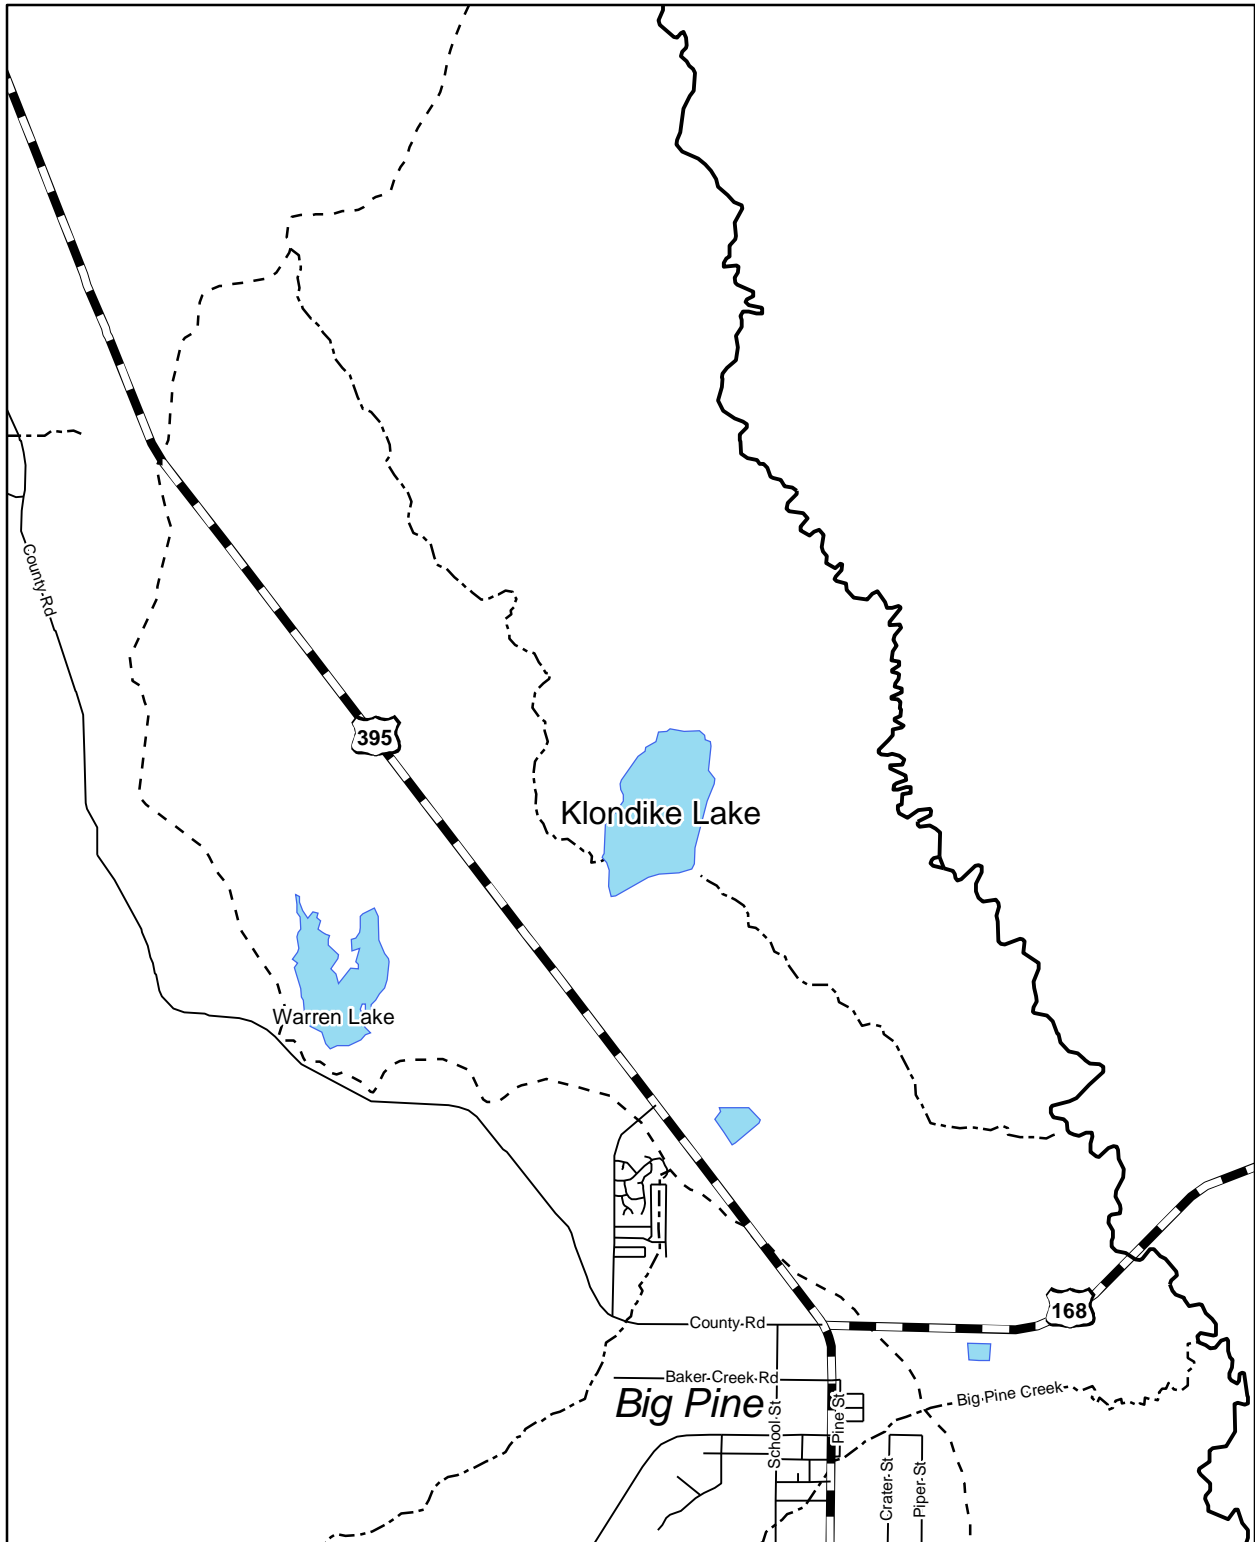 County Rd
395
Klondike Lake
Warren Lake
168
County Rd
Baker Creek Rd
Big Pine
School St
Pine St
Big Pine Creek
Crater St
Piper St